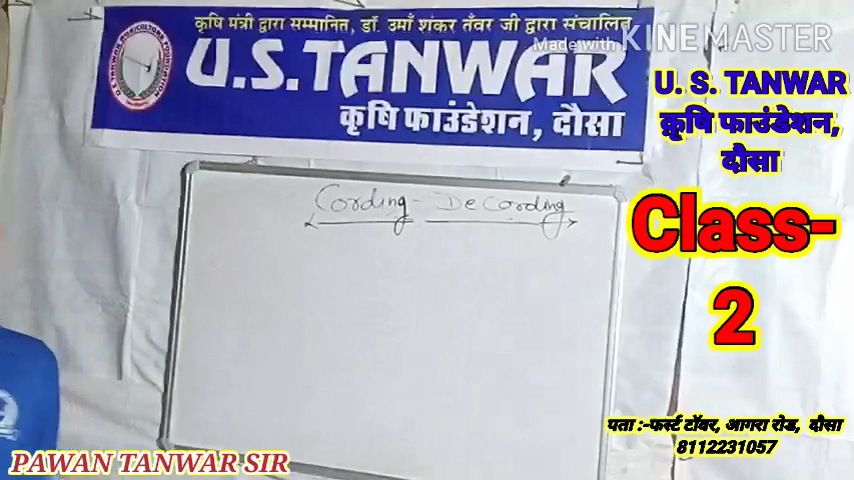 कृषि मंत्री द्वारा सम्मानित, डॉ. उमाँ शंकर तँवर जी द्वारा संचालित
U.S.TANWAR
कृषि फाउंडेशन, दौसा
Made with KINEMASTER
U. S. TANWAR
कृषि फाउंडेशन,
दौसा
Class-
2
Cording - DeCording
पता :-फर्स्ट टॉवर, आगरा रोड, दौसा
8112231057
PAWAN TANWAR SIR